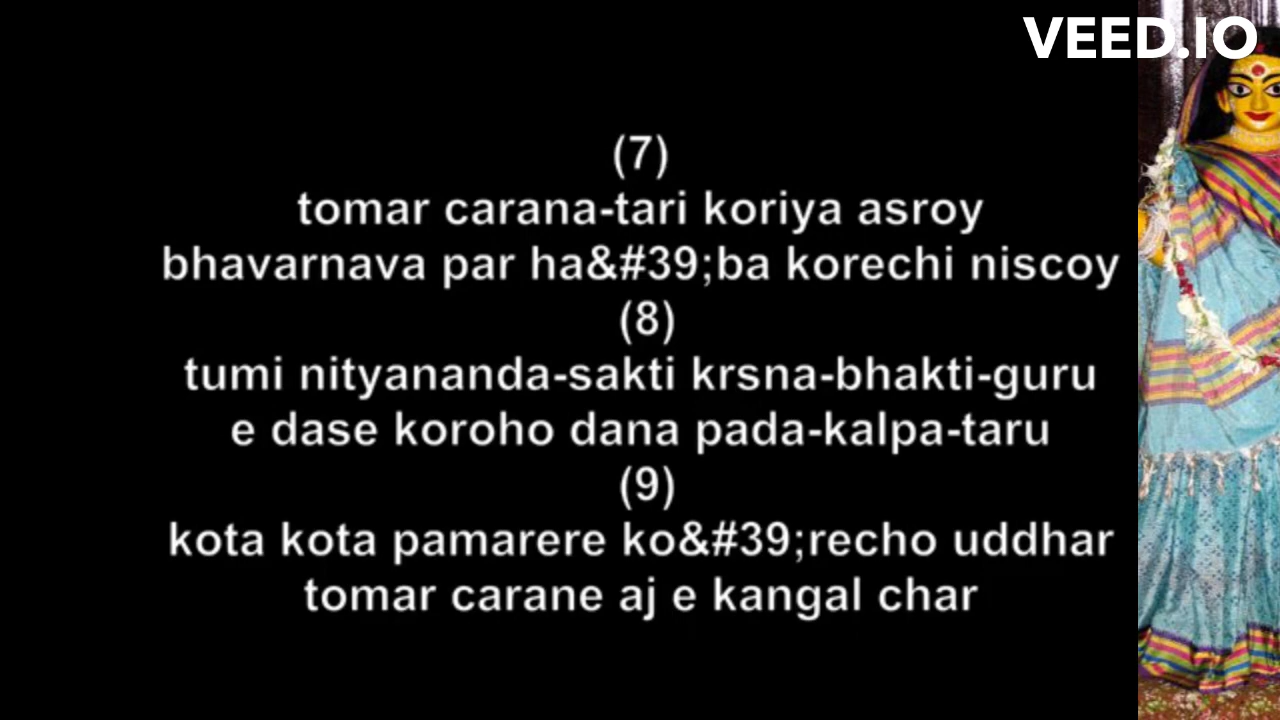 VEED.IO
(7)
tomar carana-tari koriya asroy
bhavarnava par ha&#39;ba korechi niscoy
(8)
tumi nityananda-sakti krsna-bhakti-guru
e dase koroho dana pada-kalpa-taru
(9)
kota kota pamarere ko&#39;recho uddhar
tomar carane aj e kangal char